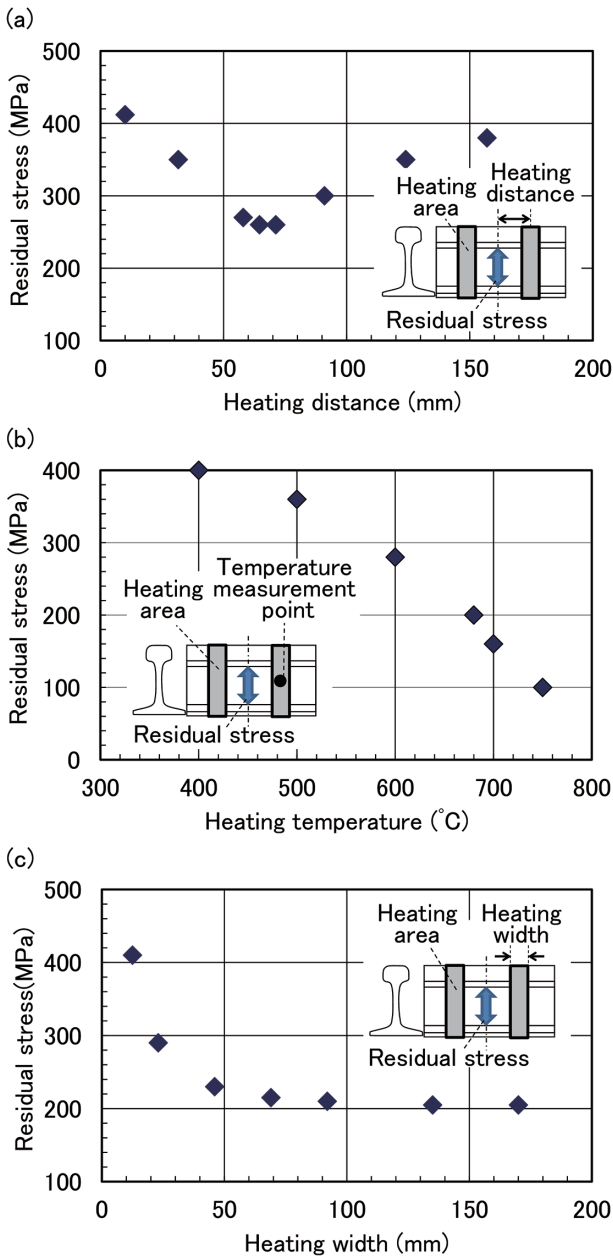 (a)
500
400
300
200
100
Residual stress (MPa)
Heating
area
Heating
distance
Residual stress
0
50
100
150
200
Heating distance (mm)
(b)
400
300
200
100
0
Residual stress (MPa)
Heating
area
Temperature
measurement
point
Residual stress
300
400
500
600
700
800
Heating temperature (°C)
(c)
500
400
300
200
100
Residual stress(MPa)
Heating
area
Heating
width
Residual stress
0
50
100
150
200
Heating width (mm)